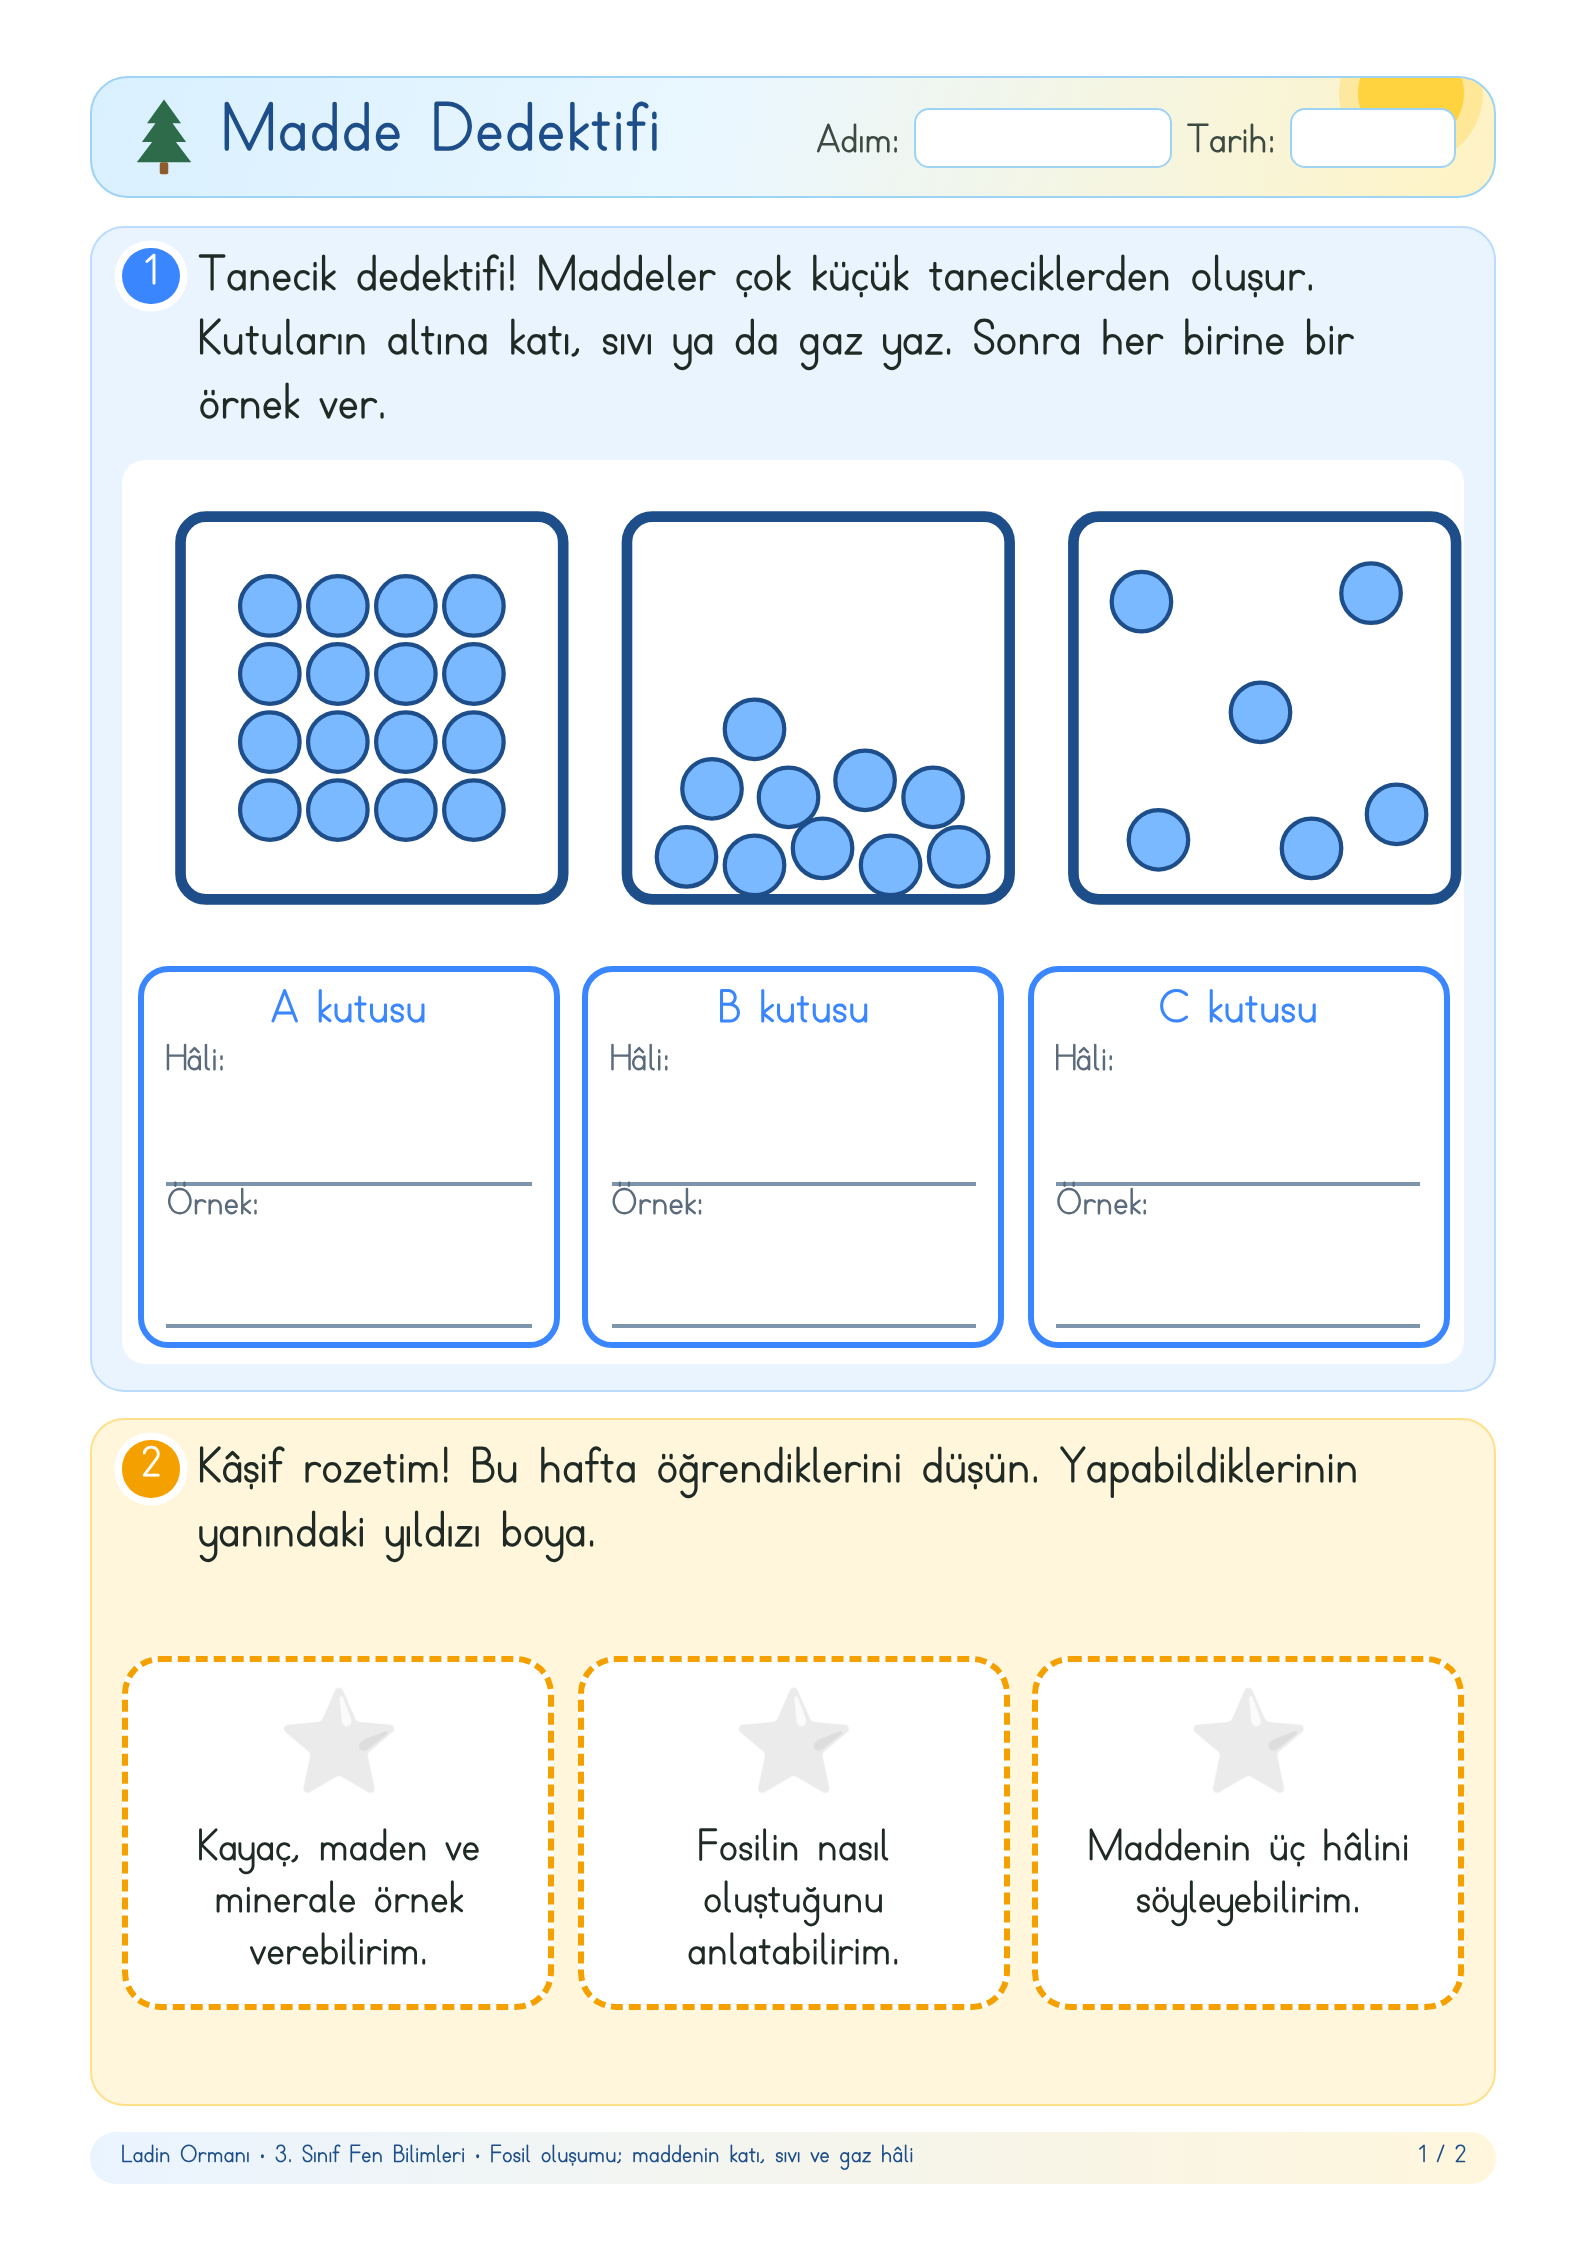 Madde Dedektifi
Adım:
Tarih:
1
Tanecik dedektifi! Maddeler çok küçük taneciklerden oluşur.
Kutuların altına katı, sıvı ya da gaz yaz. Sonra her birine bir
örnek ver.
A kutusu
Hâli:
Örnek:
B kutusu
Hâli:
Örnek:
C kutusu
Hâli:
Örnek:
2
Kâşif rozetim! Bu hafta öğrendiklerini düşün. Yapabildiklerinin
yanındaki yıldızı boya.
Kayaç, maden ve
minerale örnek
verebilirim.
Fosilin nasıl
oluştuğunu
anlatabilirim.
Maddenin üç hâlini
söyleyebilirim.
Ladin Ormanı • 3. Sınıf Fen Bilimleri • Fosil oluşumu; maddenin katı, sıvı ve gaz hâli
1 / 2